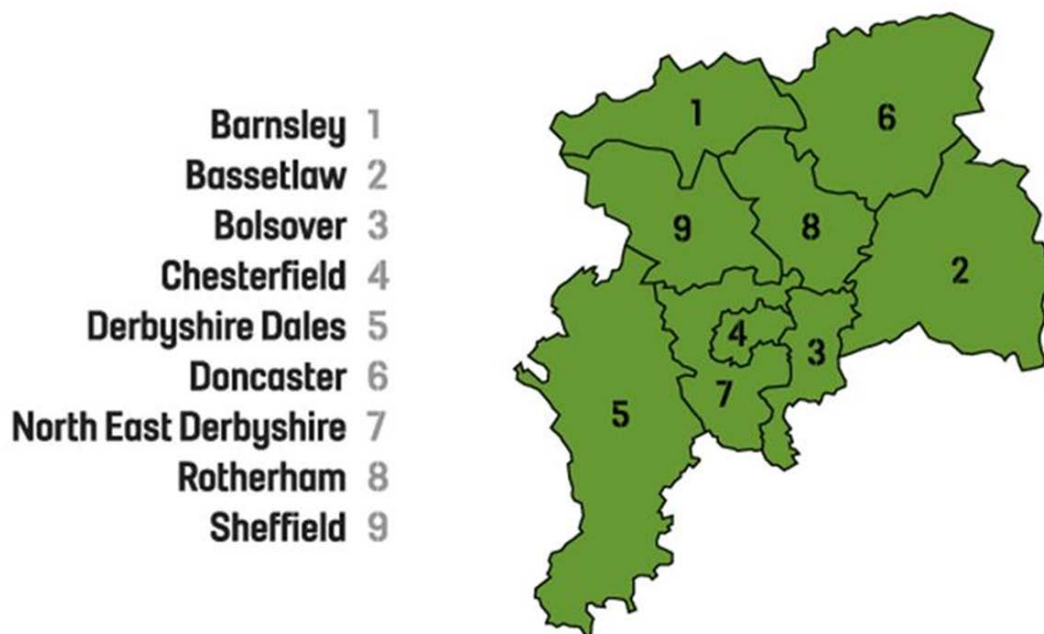 Barnsley 1
Bassetlaw 2
Bolsover 3
Chesterfield 4
Derbyshire Dales 5
Doncaster 6
North East Derbyshire 7
Rotherham 8
Sheffield 9
1
6
9
8
2
4
3
7
5